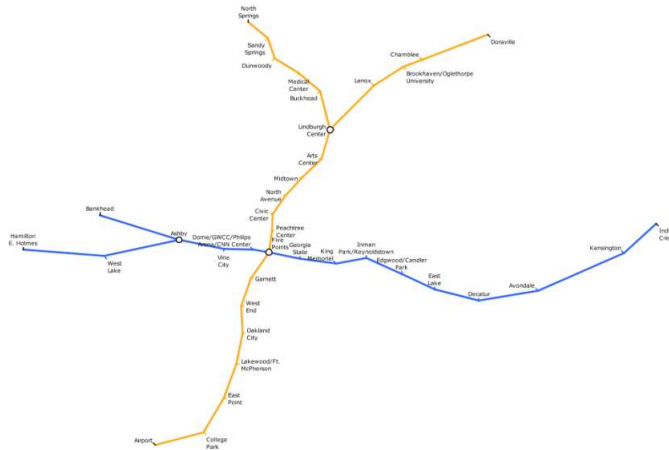 North
Springs
Sandy
Springs
Dunwoody
Medical
Center
Buckhead
Doraville
Chamblee
Brookhaven/Oglethorpe
University
Lenox
Lindburgh
Center
Arts
Center
Midtown
North
Avenue
Civic
Center
Peachtree
Center
Five
Points
Bankhead
Hamilton
E. Holmes
West
Lake
Ashby
Dome/GWCC/Philips
Arena/CNN Center
Vine
City
Georgia
State
King
Memorial
Inman
Park/Reynoldstown
Edgwood/Candler
Park
East
Lake
Decatur
Avondale
Kensington
Garnett
West
End
Oakland
City
Lakewood/Ft.
McPherson
East
Point
College
Park
Airport